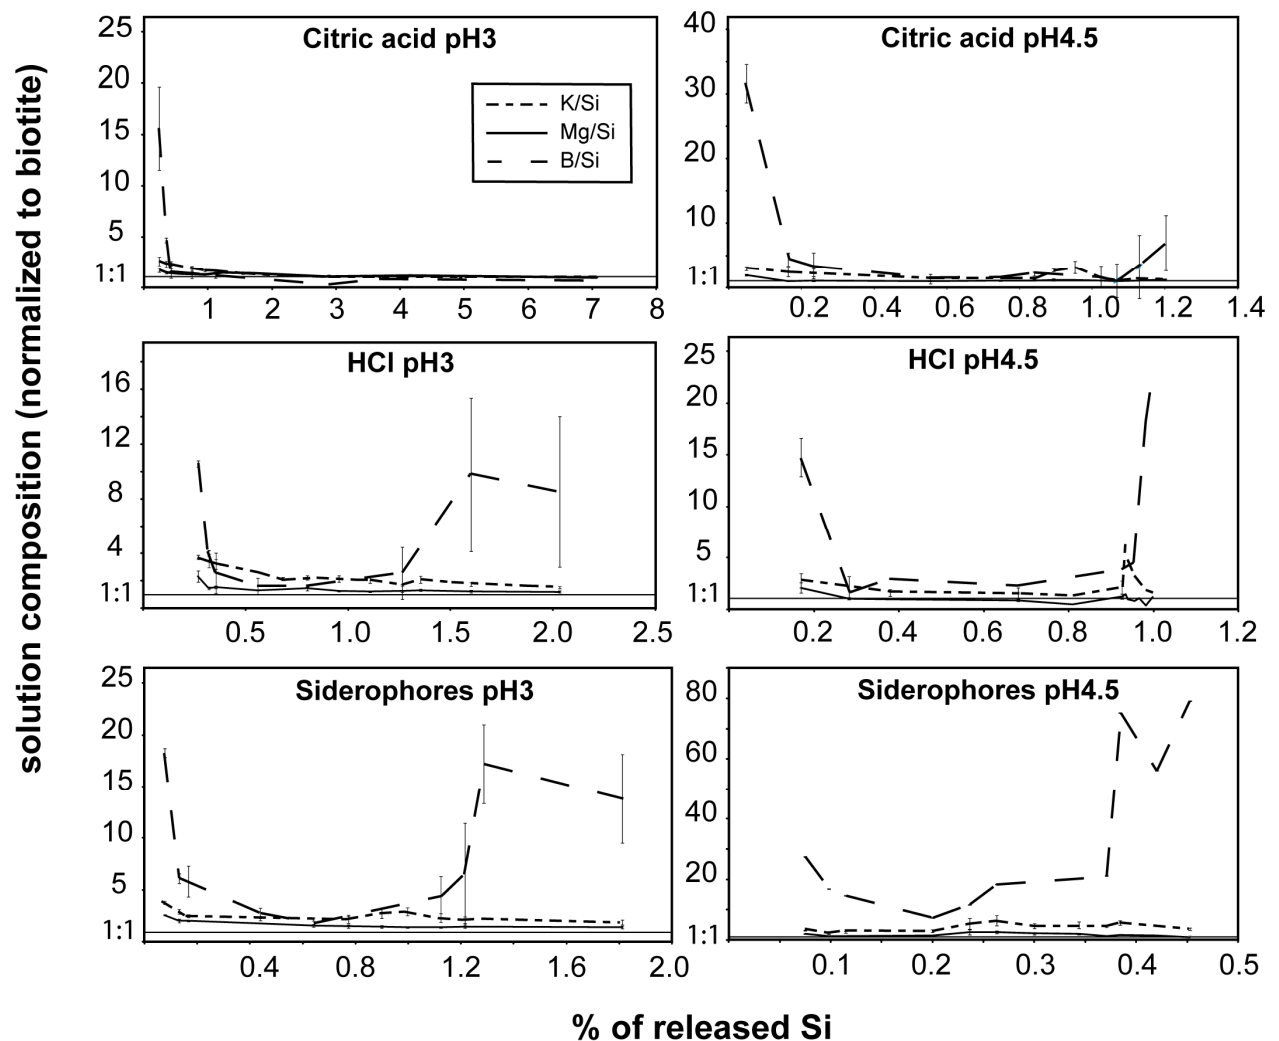 solution composition (normalized to biotite)
Citric acid pH3
25
20
15
10
5
1:1
1 2 3 4 5 6 7 8
K/Si
Mg/Si
B/Si
Citric acid pH4.5
40
30
20
10
1:1
0.2 0.4 0.6 0.8 1.0 1.2 1.4
HCl pH3
16
12
8
4
1:1
0.5 1.0 1.5 2.0 2.5
HCl pH4.5
25
20
15
10
5
1:1
0.2 0.4 0.6 0.8 1.0 1.2
Siderophores pH3
25
20
15
10
5
1:1
0.4 0.8 1.2 1.6 2.0
Siderophores pH4.5
80
60
40
20
1:1
0.1 0.2 0.3 0.4 0.5
% of released Si